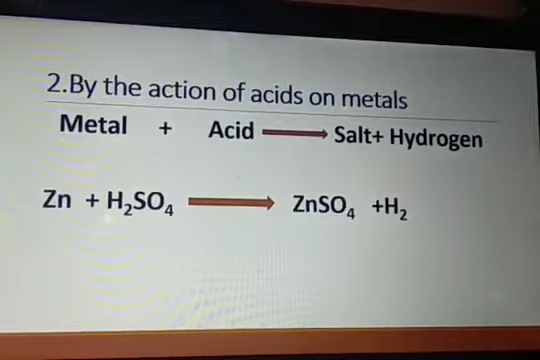 2.By the action of acids on metals
Metal + Acid ⟶ Salt+ Hydrogen
Zn + H₂SO₄ ⟶ ZnSO₄ +H₂